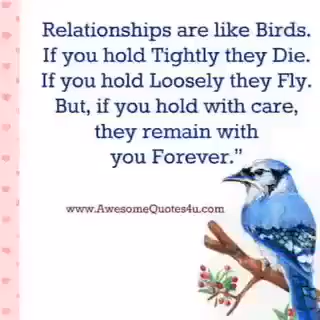 Relationships are like Birds.
If you hold Tightly they Die.
If you hold Loosely they Fly.
But, if you hold with care,
they remain with
you Forever.”
www.AwesomeQuotes4u.com